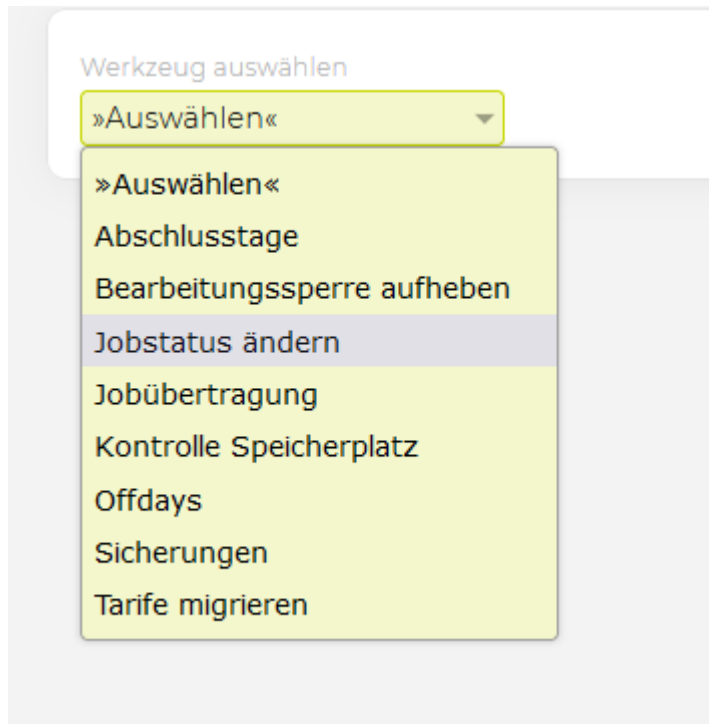 Werkzeug auswählen
»Auswählen«
»Auswählen«
Abschlusstage
Bearbeitungssperre aufheben
Jobstatus ändern
Jobübertragung
Kontrolle Speicherplatz
Offdays
Sicherungen
Tarife migrieren